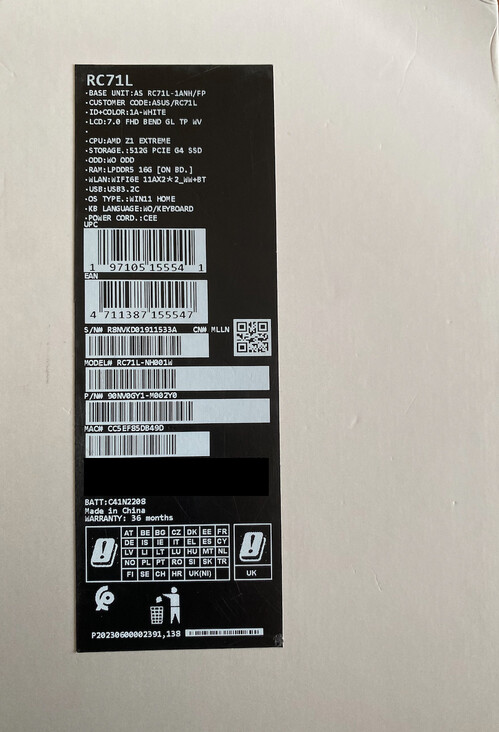 RC71L
·BASE UNIT:AS RC71L-1ANH/FP
·CUSTOMER CODE:ASUS/RC71L
·ID+COLOR:1A-WHITE
·LCD:7.0 FHD BEND GL TP WV
·
·CPU:AMD Z1 EXTREME
·STORAGE.:512G PCIE G4 SSD
·ODD:WO ODD
·RAM:LPDDR5 16G [ON BD.]
·WLAN:WIFI6E 11AX2*2_WW+BT
·USB:USB3.2C
·OS TYPE.:WIN11 HOME
·KB LANGUAGE:WO/KEYBOARD
·POWER CORD.:CEE
UPC
1 97105 15554 1
EAN
4 711387 155547
S/N# R8NVKD01911533A CN# MLLN
MODEL# RC71L-NH001W
P/N# 90NV0GY1-M002Y0
MAC# CC5EF85DB49D
BATT:C41N2208
Made in China
WARRANTY: 36 months
AT BE BG CZ DK EE FR
DE IS IE IT EL ES CY
LV LI LT LU HU MT NL
NO PL PT RO SI SK TR
FI SE CH HR UK(NI)
UK
P20230600002391,138